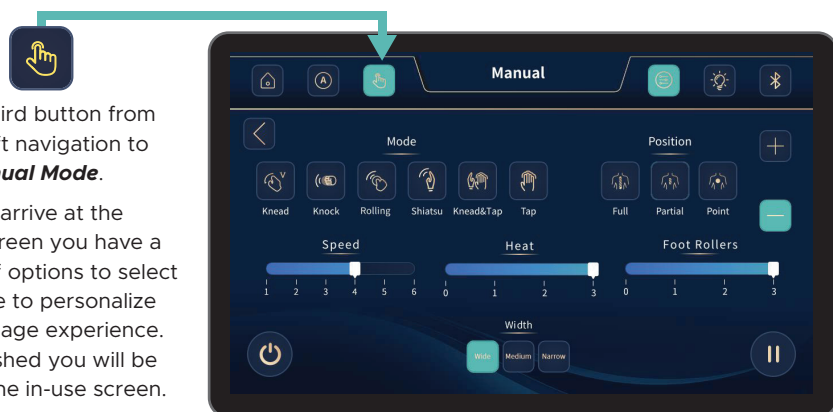 ird button from
ft navigation to
ual Mode.
arrive at the
reen you have a
f options to select
e to personalize
age experience.
shed you will be
he in-use screen.
A
Manual
Mode
Position
V
Knead Knock Rolling Shiatsu Knead&Tap Tap
Full Partial Point
Speed
Heat
Foot Rollers
1 2 3 4 5 6
0 1 2 3
0 1 2 3
Width
Wide Medium Narrow